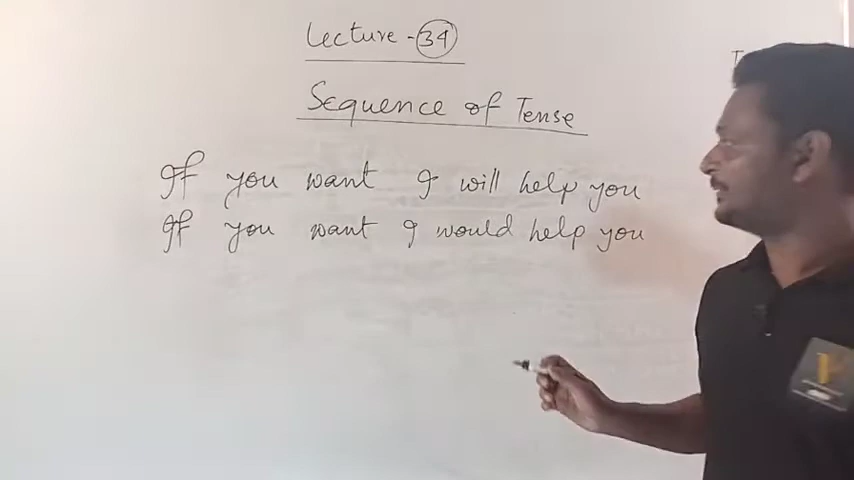 Lecture - 34
Sequence of Tense
If you want I will help you
If you want I would help you